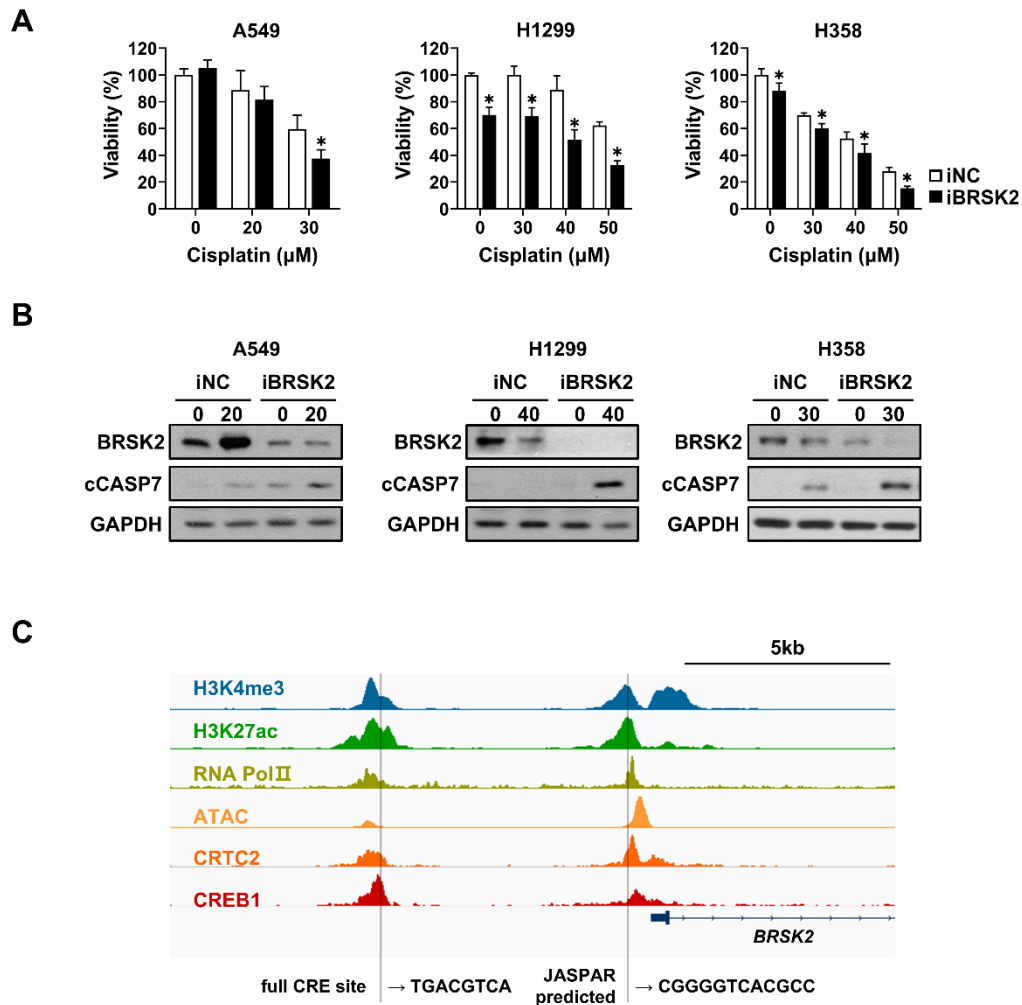 A
A549
H1299
H358
Viability (%)
120
100
80
60
40
20
0
*
0 20 30
Cisplatin (µM)
Viability (%)
120
100
80
60
40
20
0
* * * *
0 30 40 50
Cisplatin (µM)
Viability (%)
120
100
80
60
40
20
0
* * * *
0 30 40 50
Cisplatin (µM)
iNC
iBRSK2
B
A549
iNC iBRSK2
0 20 0 20
BRSK2
cCASP7
GAPDH
H1299
iNC iBRSK2
0 40 0 40
BRSK2
cCASP7
GAPDH
H358
iNC iBRSK2
0 30 0 30
BRSK2
cCASP7
GAPDH
C
5kb
H3K4me3
H3K27ac
RNA PolII
ATAC
CRTC2
CREB1
BRSK2
full CRE site → TGACGTCA
JASPAR
predicted → CGGGGTCACGCC